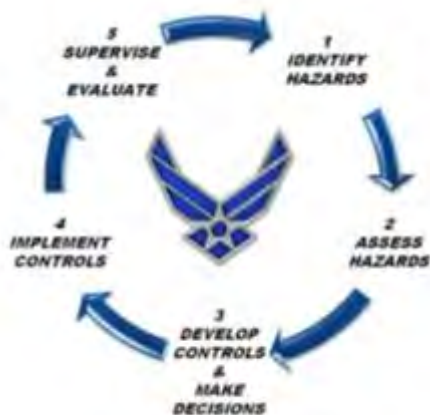 1
IDENTIFY
HAZARDS
2
ASSESS
HAZARDS
3
DEVELOP
CONTROLS
&
MAKE
DECISIONS
4
IMPLEMENT
CONTROLS
5
SUPERVISE
&
EVALUATE